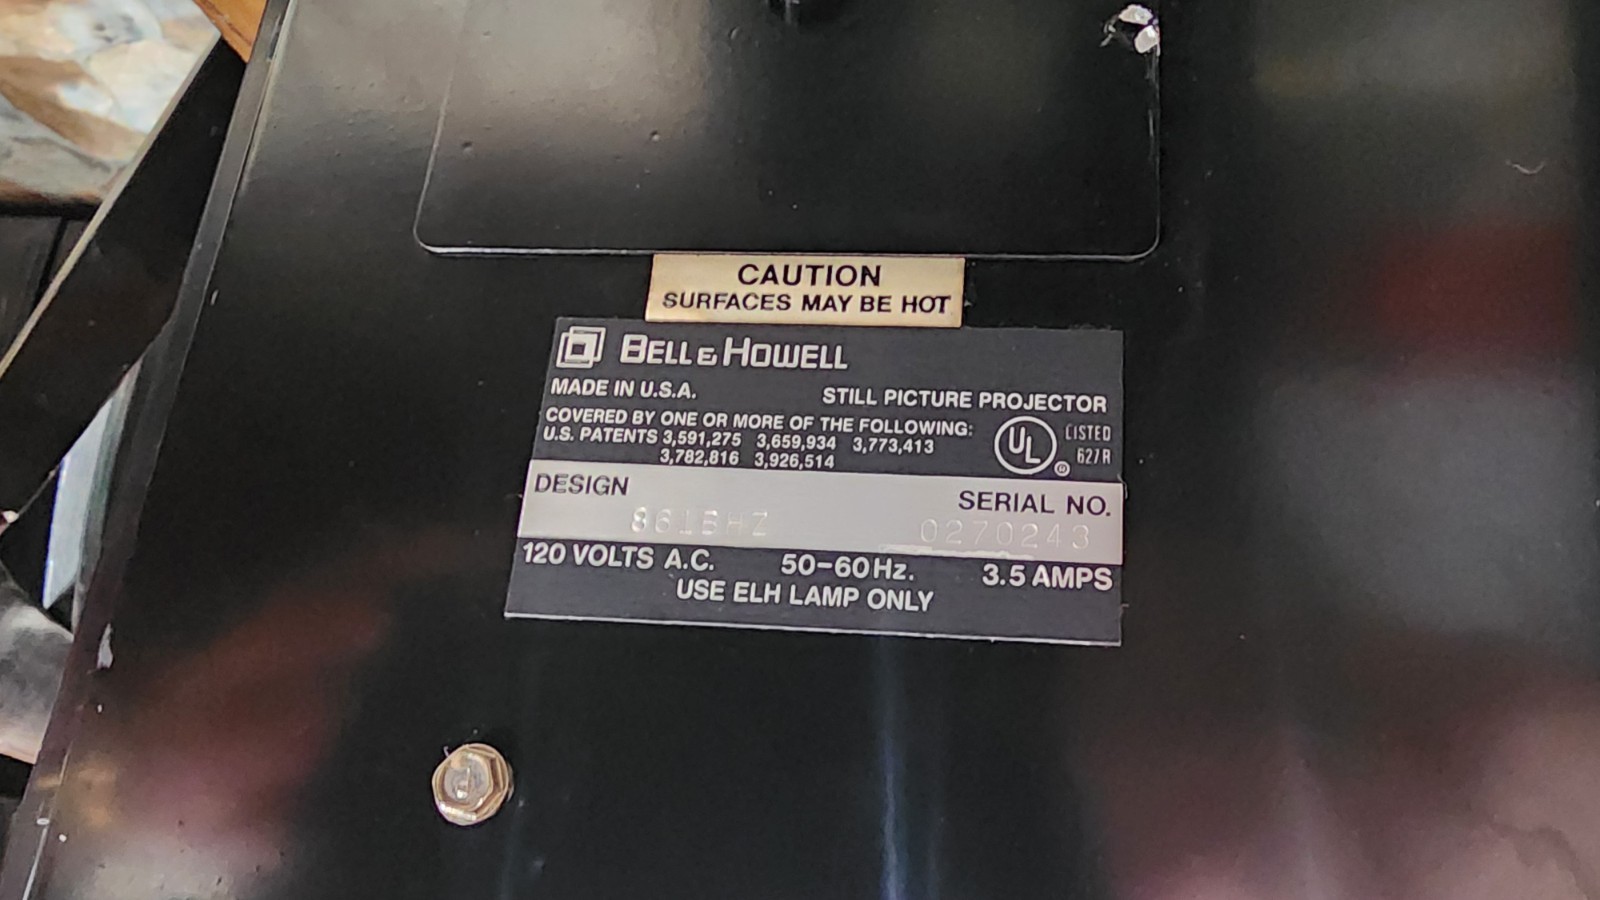 CAUTION
SURFACES MAY BE HOT
BELL & HOWELL
MADE IN U.S.A. STILL PICTURE PROJECTOR
COVERED BY ONE OR MORE OF THE FOLLOWING:
U.S. PATENTS 3,591,275 3,659,934 3,773,413
3,782,816 3,926,514
UL ® LISTED
627R
DESIGN SERIAL NO.
861BHZ 0270243
120 VOLTS A.C. 50-60 Hz. 3.5 AMPS
USE ELH LAMP ONLY